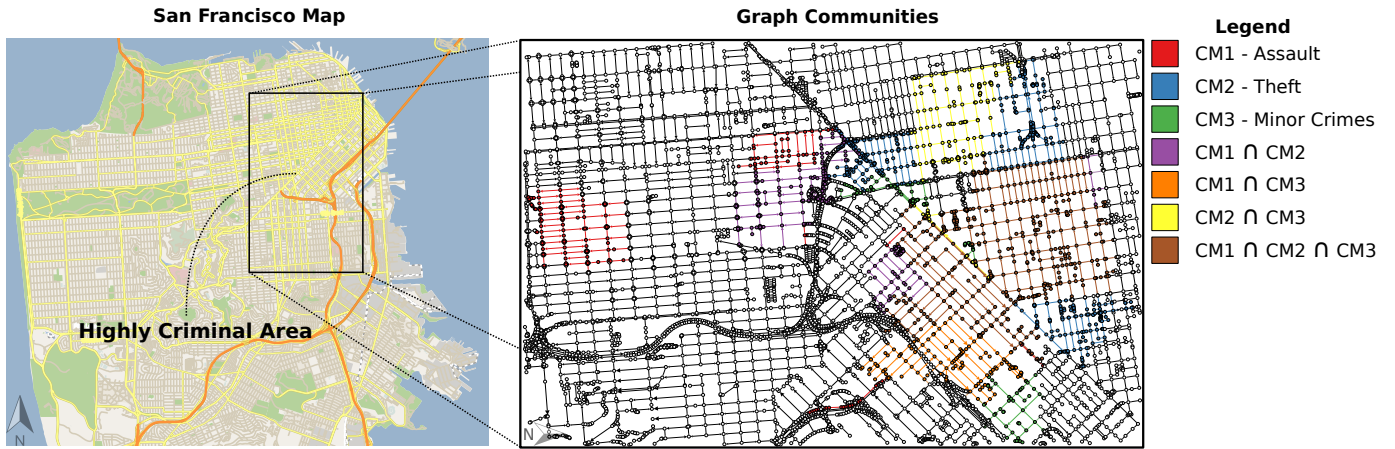 San Francisco Map
Graph Communities
Legend
CM1 - Assault
CM2 - Theft
CM3 - Minor Crimes
CM1 ∩ CM2
CM1 ∩ CM3
CM2 ∩ CM3
CM1 ∩ CM2 ∩ CM3
Highly Criminal Area
N
N